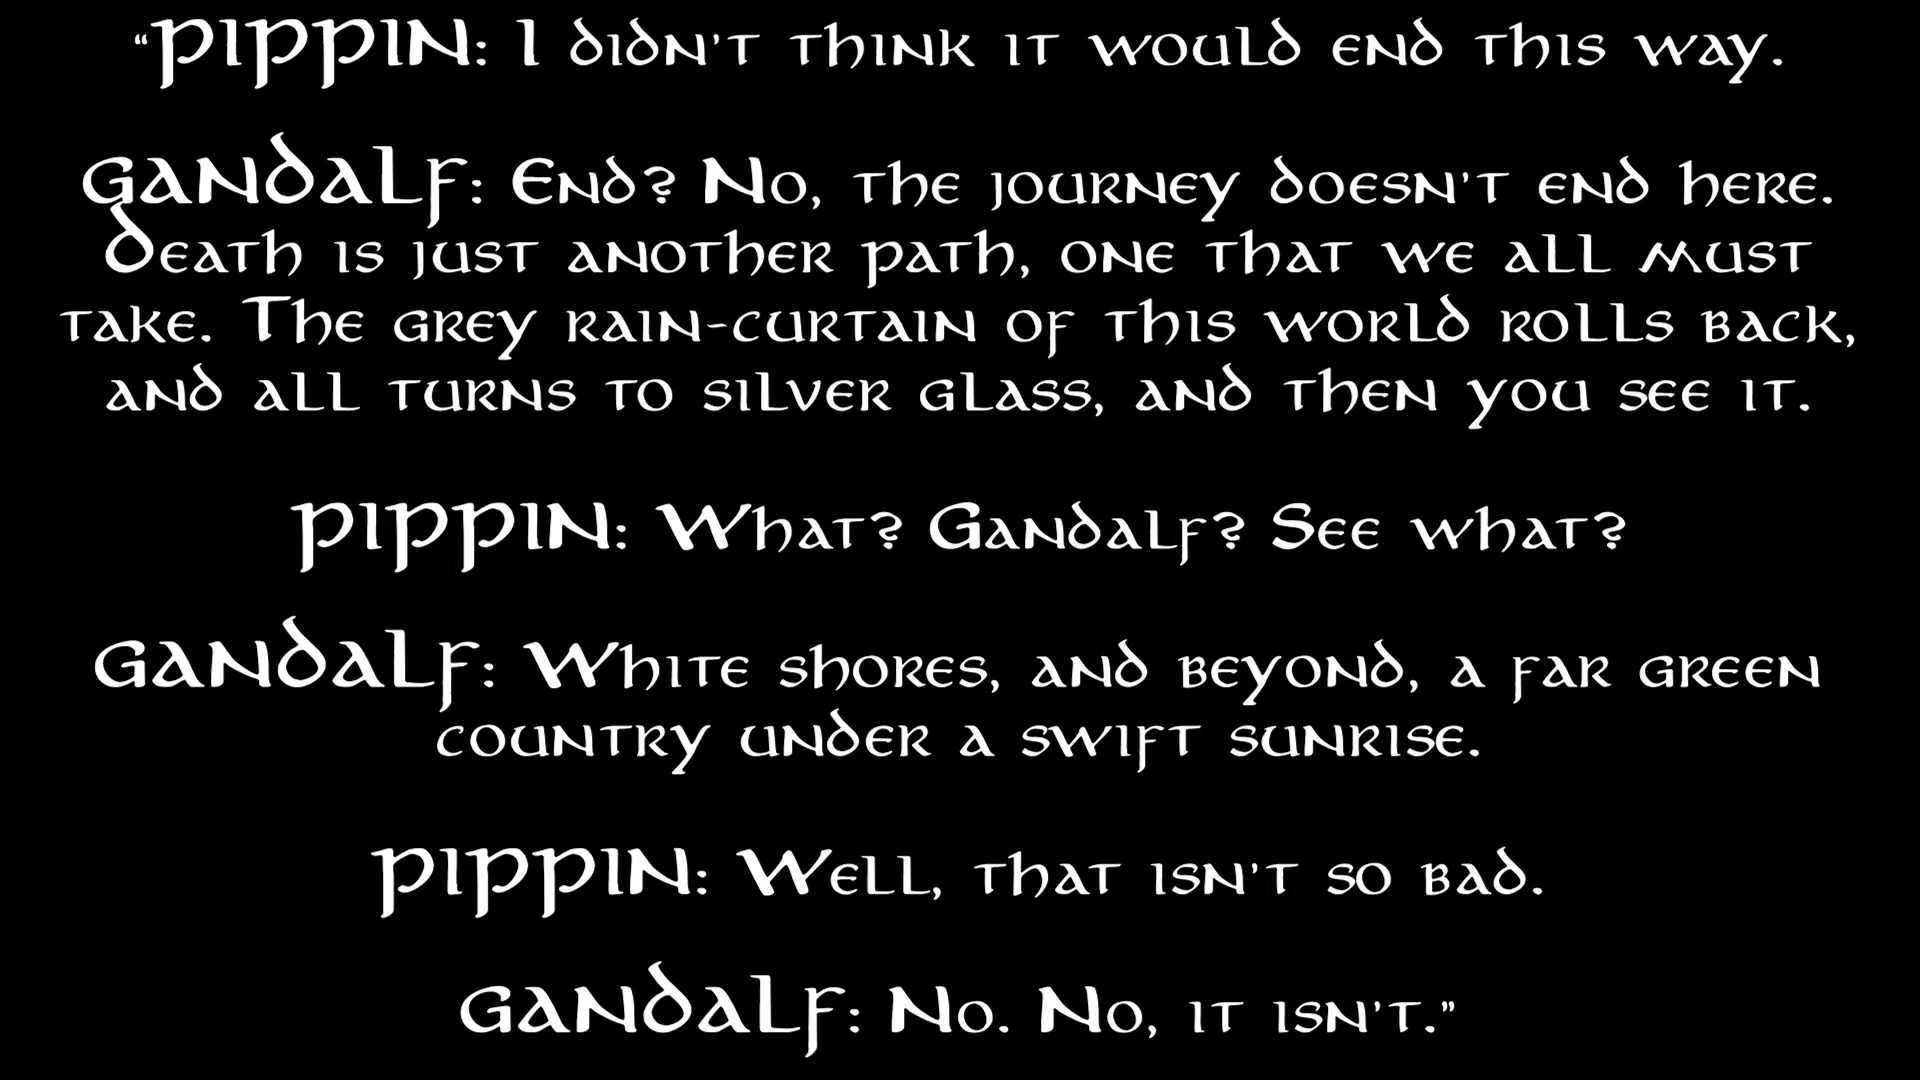 “PIPPIN: I didn't think it would end this way.
GANDALF: End? No, the journey doesn't end here.
Death is just another path, one that we all must
take. The grey rain-curtain of this world rolls back,
and all turns to silver glass, and then you see it.
PIPPIN: What? Gandalf? See what?
GANDALF: White shores, and beyond, a far green
country under a swift sunrise.
PIPPIN: Well, that isn't so bad.
GANDALF: No. No, it isn't.”